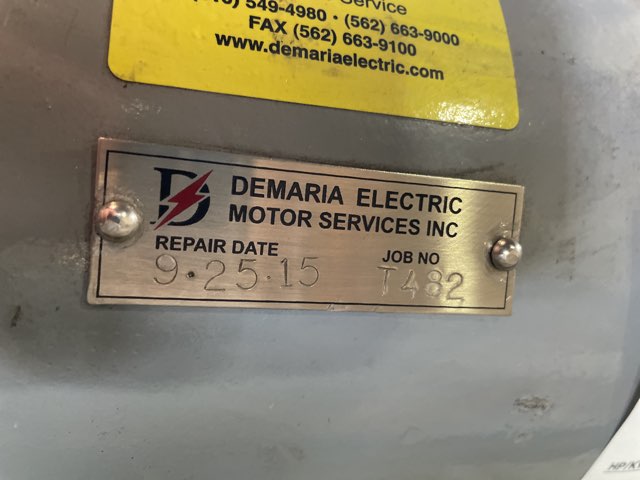 Service
549-4980 • (562) 663-9000
FAX (562) 663-9100
www.demariaelectric.com
D DEMARIA ELECTRIC
MOTOR SERVICES INC
REPAIR DATE JOB NO
9.25.15 T482